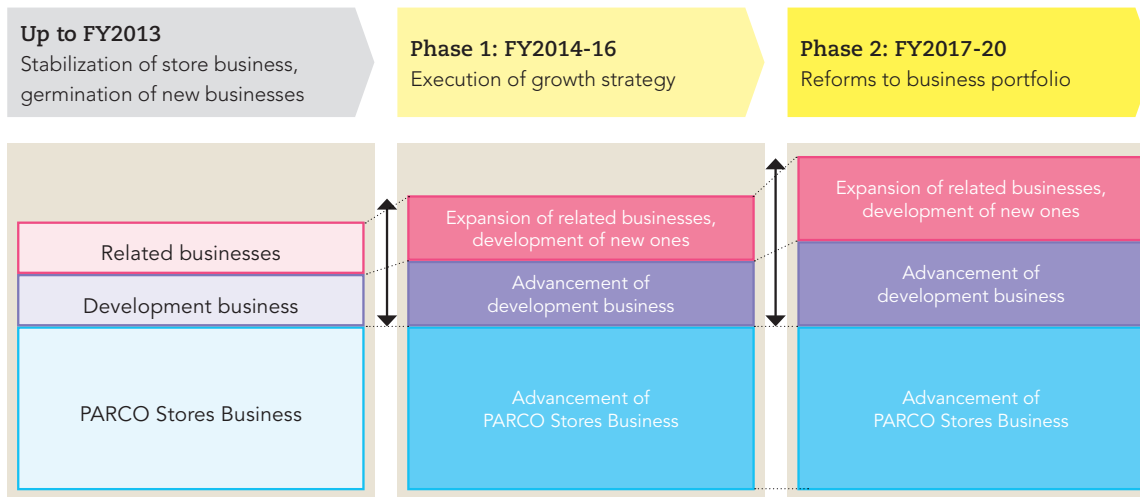 Up to FY2013
Stabilization of store business,
germination of new businesses
Phase 1: FY2014-16
Execution of growth strategy
Phase 2: FY2017-20
Reforms to business portfolio
Related businesses
Development business
PARCO Stores Business
Expansion of related businesses,
development of new ones
Advancement of
development business
Advancement of
PARCO Stores Business
Expansion of related businesses,
development of new ones
Advancement of
development business
Advancement of
PARCO Stores Business